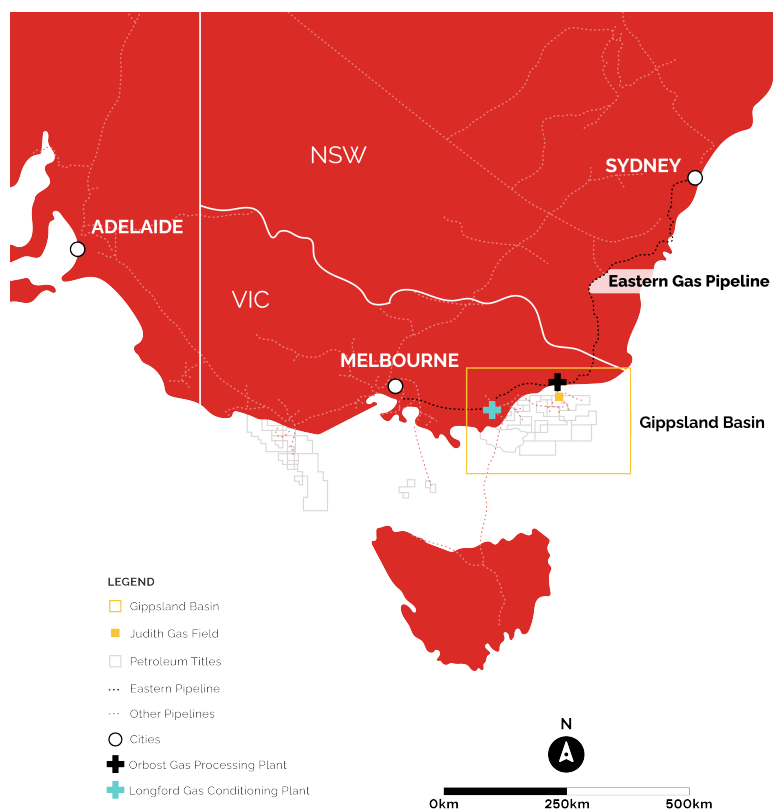 NSW
SYDNEY
ADELAIDE
Eastern Gas Pipeline
VIC
MELBOURNE
Gippsland Basin
LEGEND
Gippsland Basin
Judith Gas Field
Petroleum Titles
Eastern Pipeline
Other Pipelines
Cities
Orbost Gas Processing Plant
Longford Gas Conditioning Plant
N
0km 250km 500km